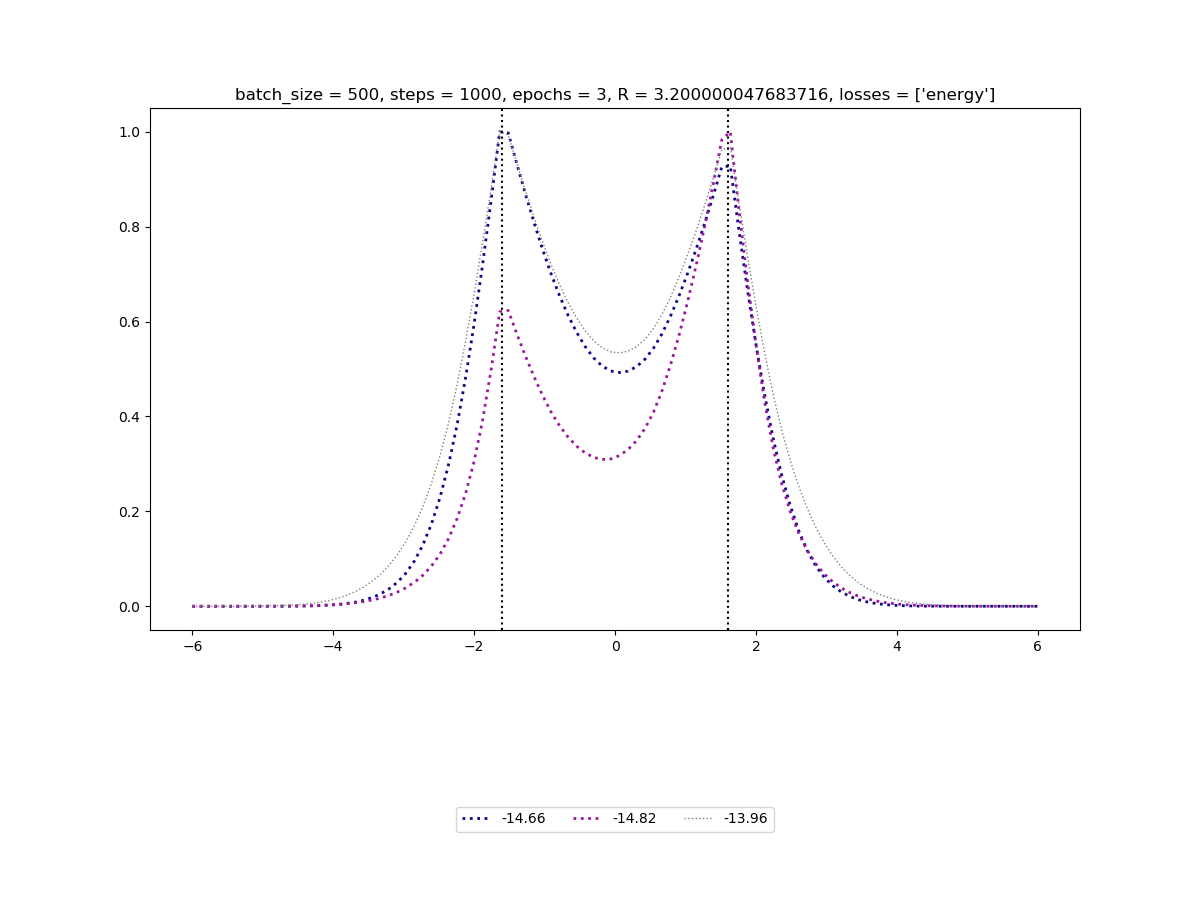 batch_size = 500, steps = 1000, epochs = 3, R = 3.200000047683716, losses = ['energy']
1.0
0.8
0.6
0.4
0.2
0.0
−6 −4 −2 0 2 4 6
-14.66 -14.82 -13.96